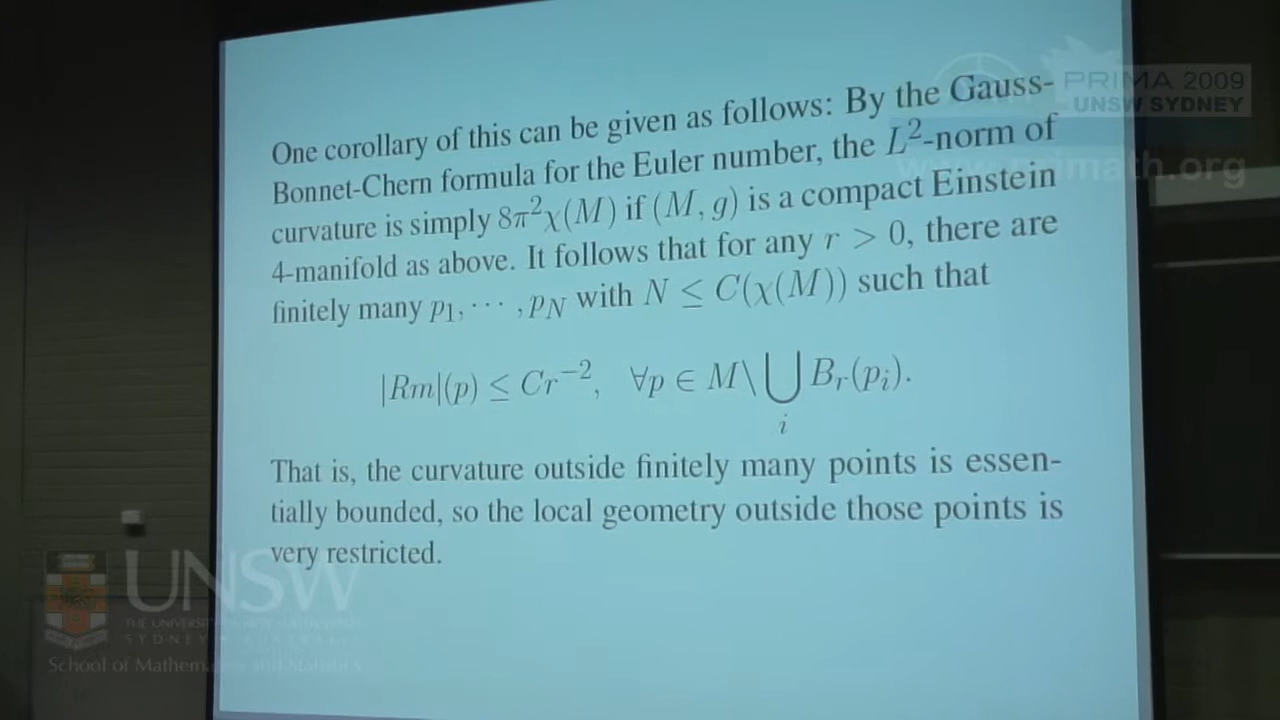 PRIMA 2009
UNSW SYDNEY
www.primath.org
One corollary of this can be given as follows: By the Gauss-
Bonnet-Chern formula for the Euler number, the L²-norm of
curvature is simply 8π²χ(M) if (M, g) is a compact Einstein
4-manifold as above. It follows that for any r > 0, there are
finitely many p₁, ··· , p_N with N ≤ C(χ(M)) such that
|Rm|(p) ≤ Cr⁻², ∀p ∈ M\⋃ᵢ Bᵣ(pᵢ).
That is, the curvature outside finitely many points is essen-
tially bounded, so the local geometry outside those points is
very restricted.
UNSW
SYDNEY
School of Mathematics and Statistics